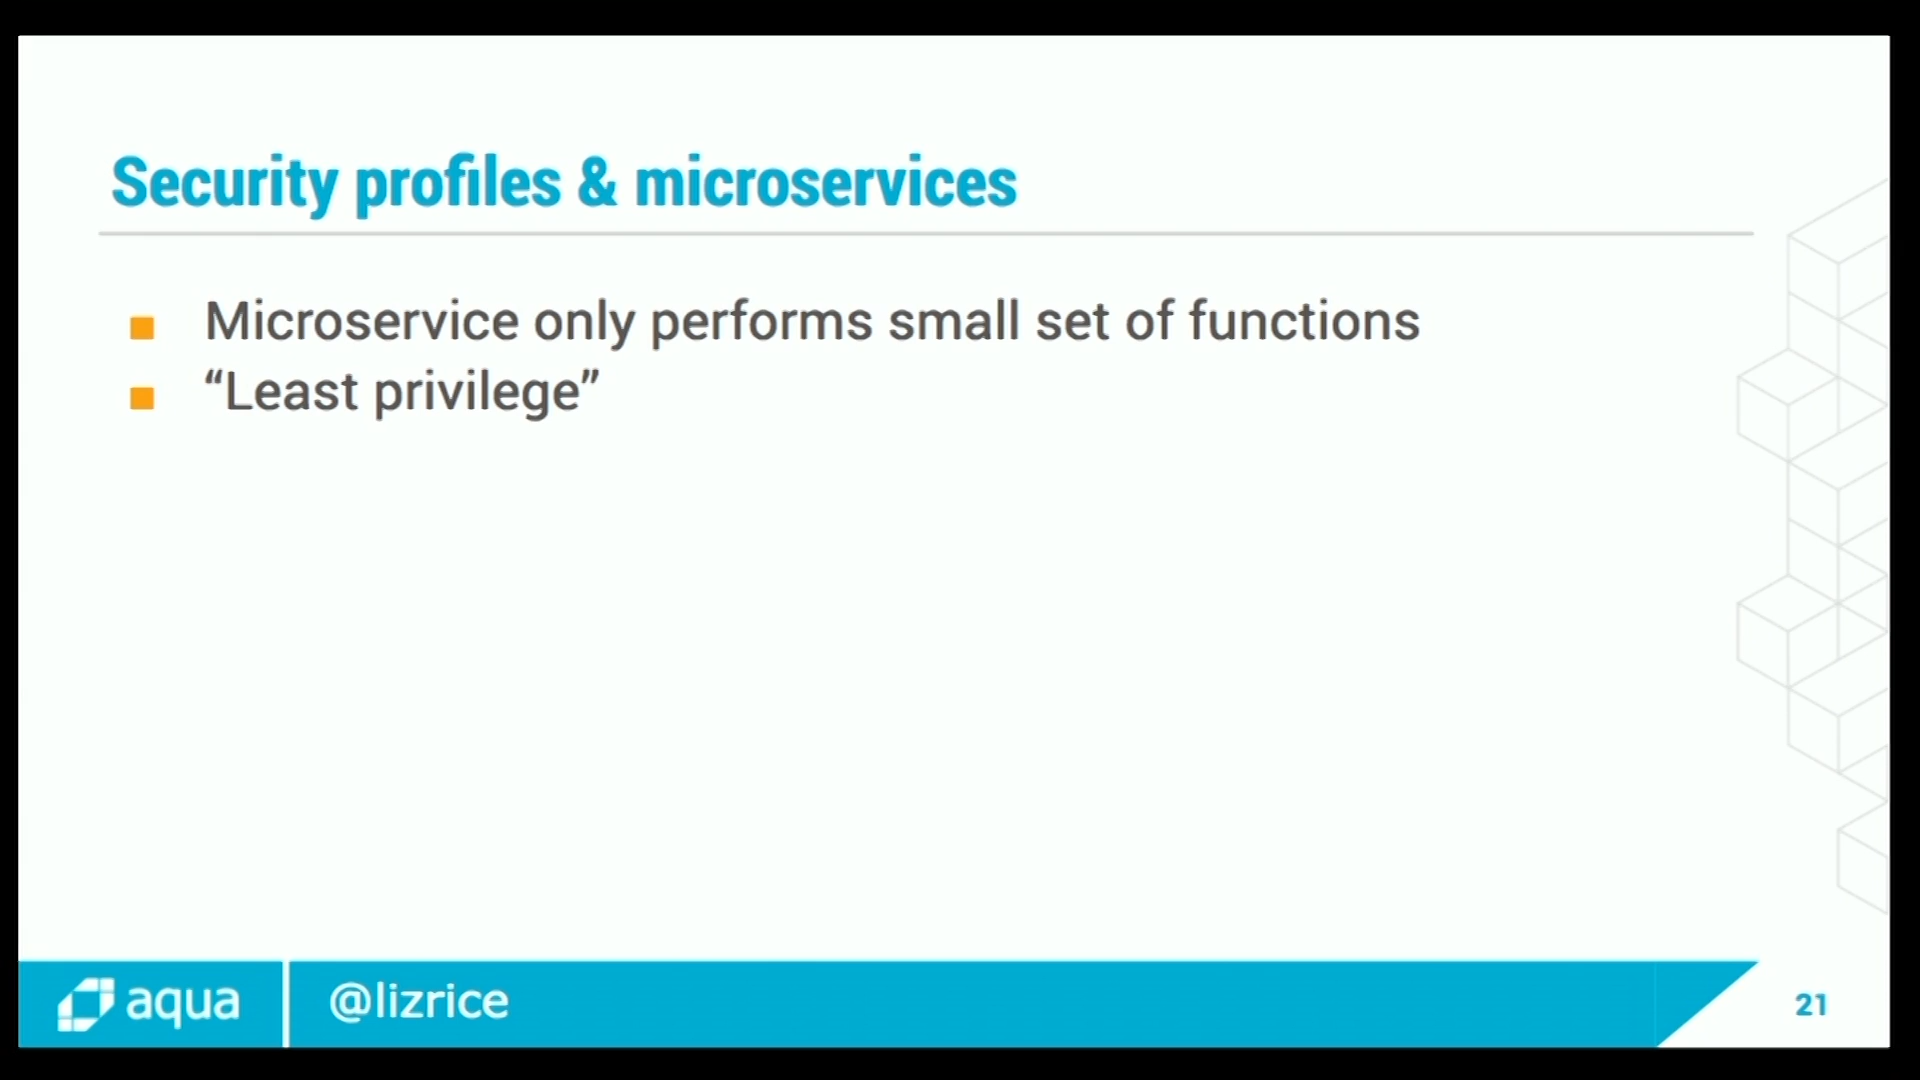 Security profiles & microservices
Microservice only performs small set of functions
“Least privilege”
aqua
@lizrice
21